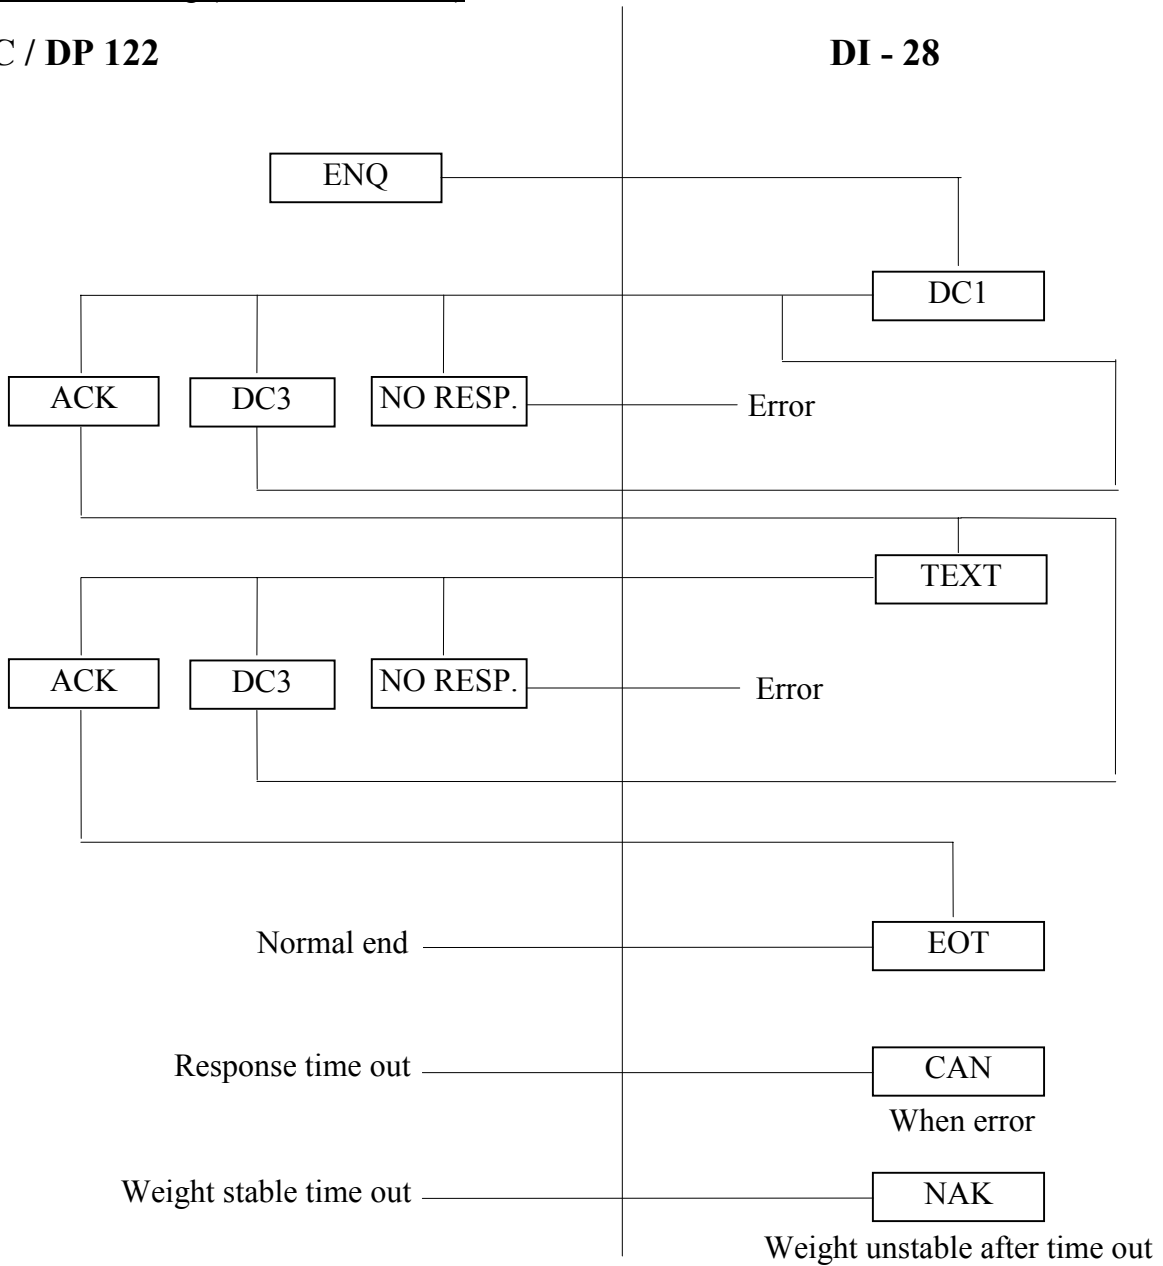 C / DP 122
DI - 28
ENQ
DC1
ACK
DC3
NO RESP.
Error
TEXT
ACK
DC3
NO RESP.
Error
Normal end
EOT
Response time out
CAN
When error
Weight stable time out
NAK
Weight unstable after time out